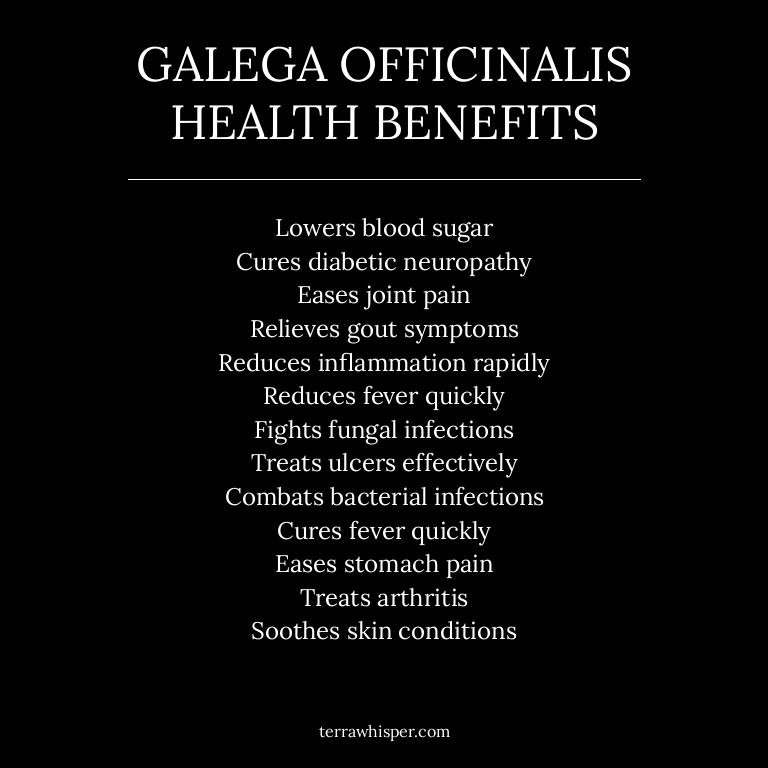 GALEGA OFFICINALIS
HEALTH BENEFITS
Lowers blood sugar
Cures diabetic neuropathy
Eases joint pain
Relieves gout symptoms
Reduces inflammation rapidly
Reduces fever quickly
Fights fungal infections
Treats ulcers effectively
Combats bacterial infections
Cures fever quickly
Eases stomach pain
Treats arthritis
Soothes skin conditions
terrawhisper.com